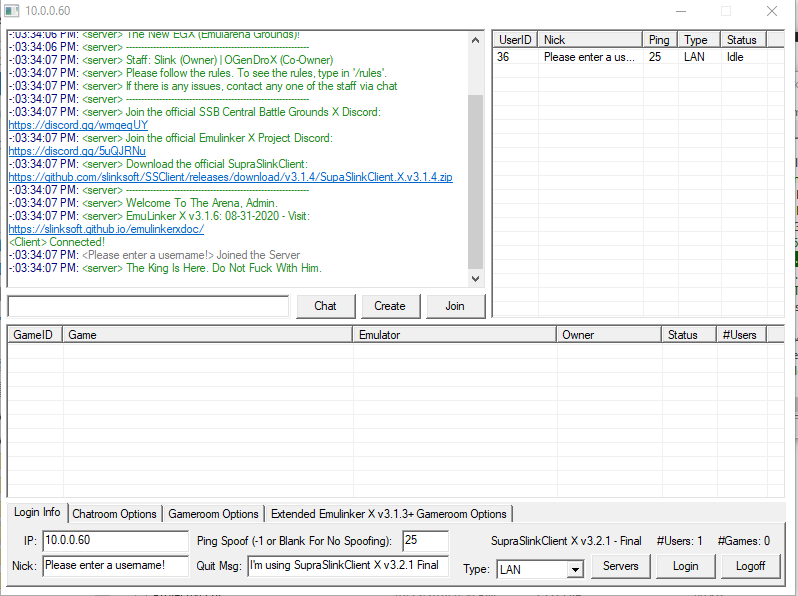 10.0.0.60
-:03:34:06 PM: <server> The New EGX (Emularena Grounds)!
-:03:34:06 PM: <server> -------------------------------------------------------------
-:03:34:07 PM: <server> Staff: Slink (Owner) | OGenDroX (Co-Owner)
-:03:34:07 PM: <server> Please follow the rules. To see the rules, type in '/rules'.
-:03:34:07 PM: <server> If there is any issues, contact any one of the staff via chat
-:03:34:07 PM: <server> -------------------------------------------------------------
-:03:34:07 PM: <server> Join the official SSB Central Battle Grounds X Discord:
https://discord.gg/wmqeqUY
-:03:34:07 PM: <server> Join the official Emulinker X Project Discord:
https://discord.gg/5uQJRNu
-:03:34:07 PM: <server> Download the official SupraSlinkClient:
https://github.com/slinksoft/SSClient/releases/download/v3.1.4/SupaSlinkClient.X.v3.1.4.zip
-:03:34:07 PM: <server> -------------------------------------------------------------
-:03:34:07 PM: <server> Welcome To The Arena, Admin.
-:03:34:07 PM: <server> EmuLinker X v3.1.6: 08-31-2020 - Visit:
https://slinksoft.github.io/emulinkerxdoc/
<Client> Connected!
-:03:34:07 PM: <Please enter a username!> Joined the Server
-:03:34:07 PM: <server> The King Is Here. Do Not Fuck With Him.
UserID Nick Ping Type Status
36 Please enter a us... 25 LAN Idle
Chat Create Join
GameID Game Emulator Owner Status #Users
Login Info Chatroom Options Gameroom Options Extended Emulinker X v3.1.3+ Gameroom Options
IP: 10.0.0.60 Ping Spoof (-1 or Blank For No Spoofing): 25 SupraSlinkClient X v3.2.1 - Final #Users: 1 #Games: 0
Nick: Please enter a username! Quit Msg: I'm using SupraSlinkClient X v3.2.1 Final Type: LAN Servers Login Logoff